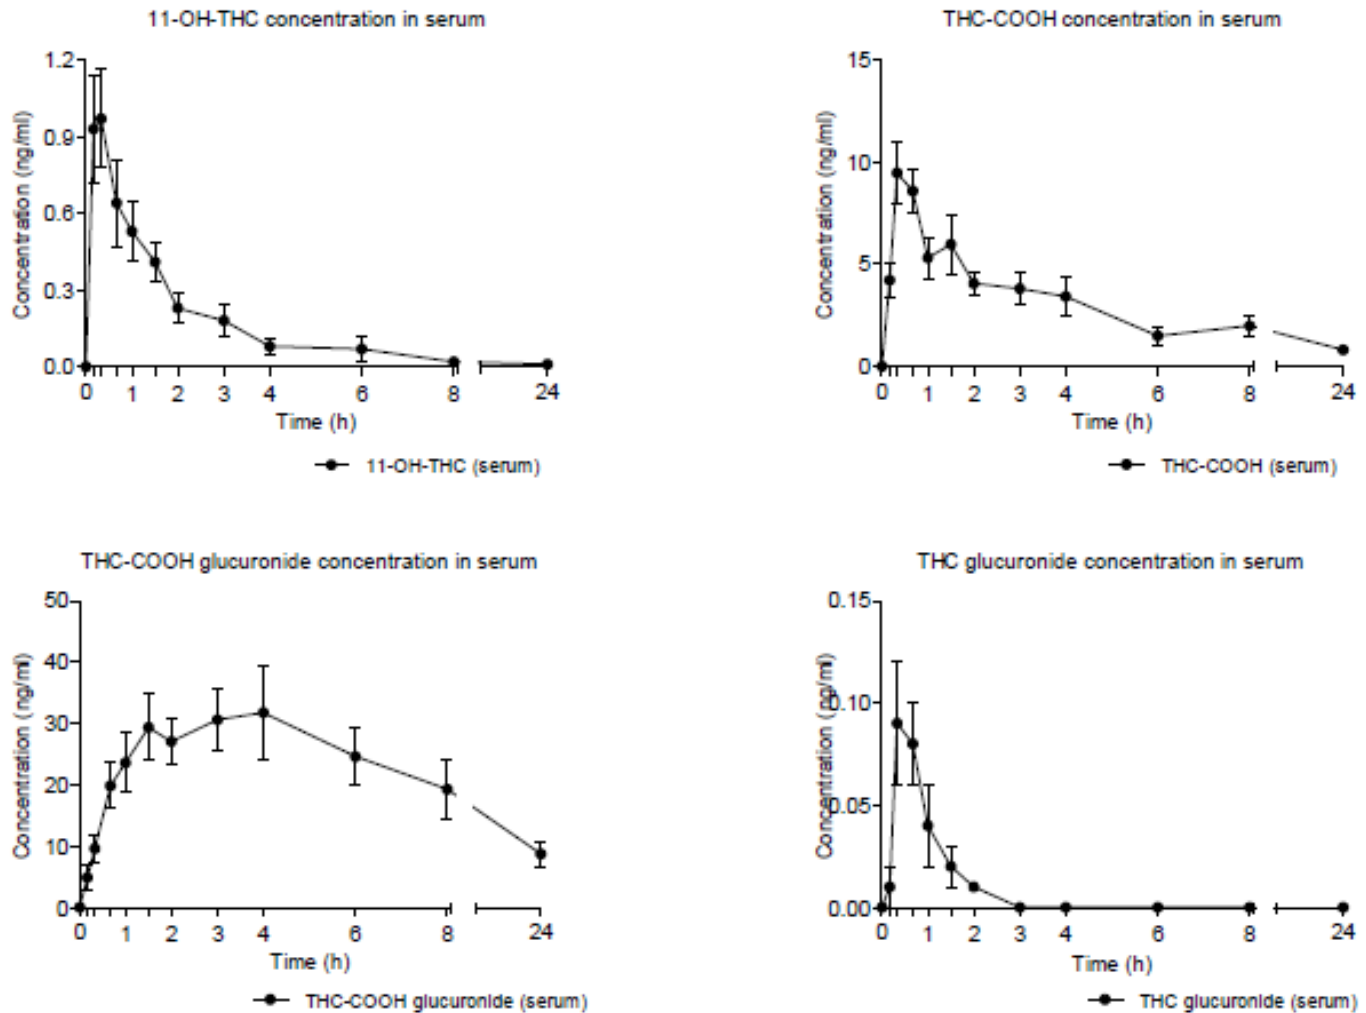 11-OH-THC concentration in serum
Concentration (ng/ml)
1.2
0.9
0.6
0.3
0.0
0 1 2 3 4 6 8 24
Time (h)
11-OH-THC (serum)
THC-COOH concentration in serum
Concentration (ng/ml)
15
10
5
0
0 1 2 3 4 6 8 24
Time (h)
THC-COOH (serum)
THC-COOH glucuronide concentration in serum
Concentration (ng/ml)
50
40
30
20
10
0
0 1 2 3 4 6 8 24
Time (h)
THC-COOH glucuronide (serum)
THC glucuronide concentration in serum
Concentration (ng/ml)
0.15
0.10
0.05
0.00
0 1 2 3 4 6 8 24
Time (h)
THC glucuronide (serum)